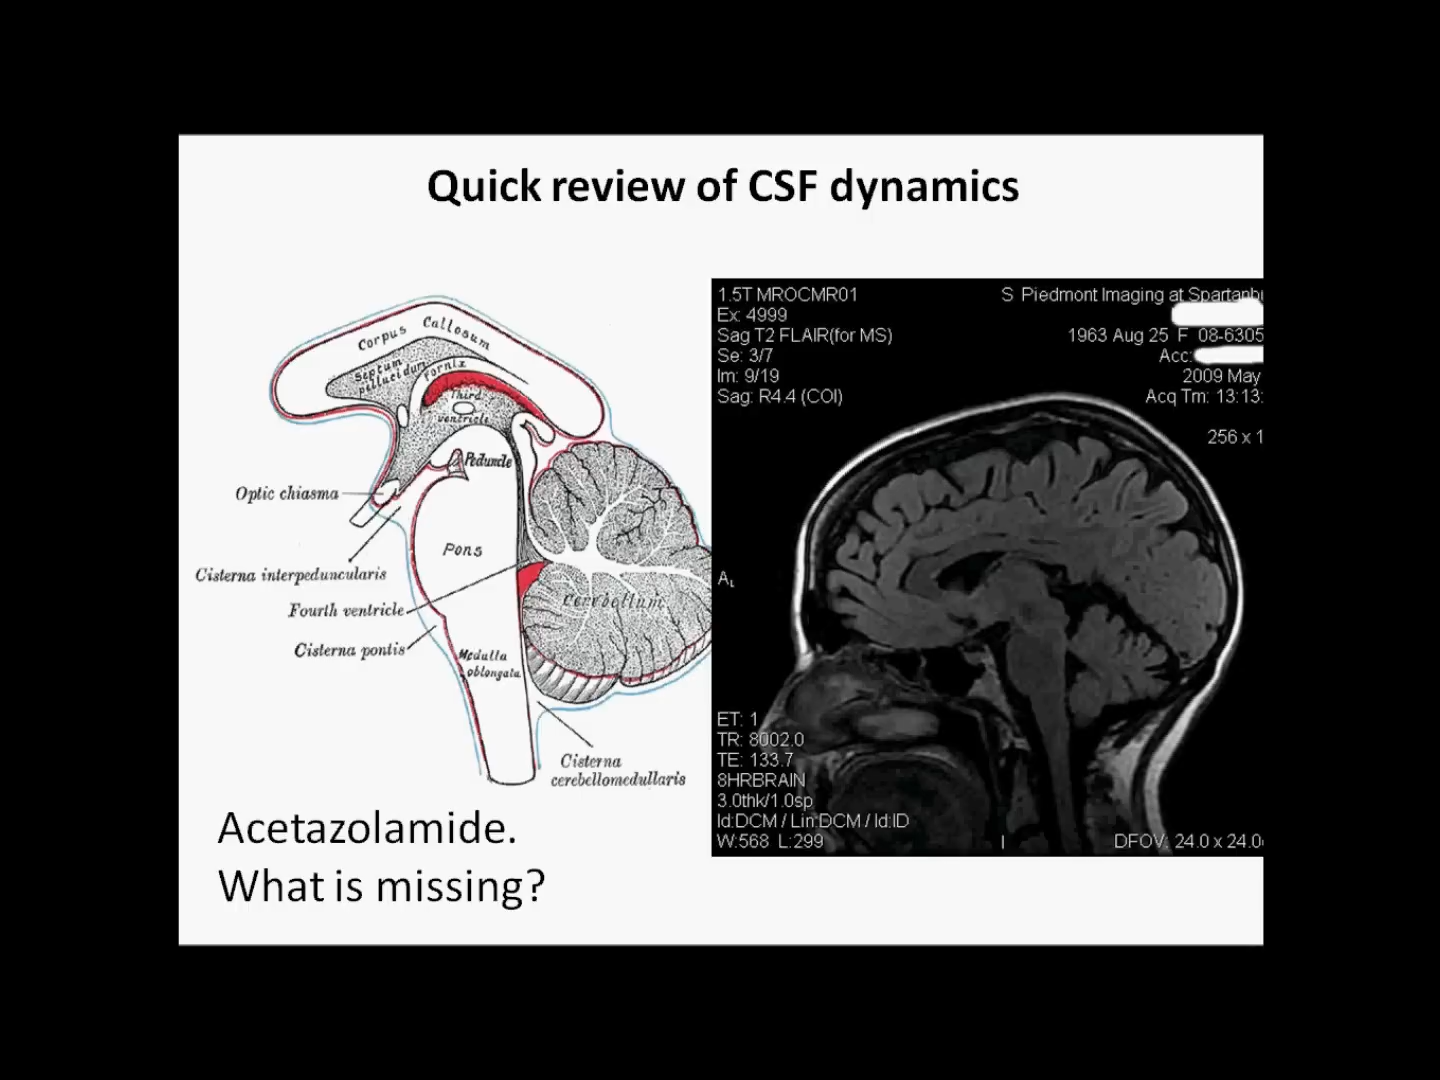 Quick review of CSF dynamics
Corpus Callosum
Septum pellucidum
Fornix
Third
ventricle
Peduncle
Optic chiasma
Pons
Cisterna interpeduncularis
Fourth ventricle
Cerebellum
Cisterna pontis
Medulla
oblongata
Cisterna
cerebellomedullaris
Acetazolamide.
What is missing?
1.5T MROCMR01
Ex: 4999
Sag T2 FLAIR(for MS)
Se: 3/7
Im: 9/19
Sag: R4.4 (COI)
S Piedmont Imaging at Spartanbu
1963 Aug 25 F 08-6305
Acc:
2009 May
Acq Tm: 13:13:
256 x 1
AL
ET: 1
TR: 8002.0
TE: 133.7
8HRBRAIN
3.0thk/1.0sp
Id:DCM / Lin:DCM / Id:ID
W:568 L:299
I
DFOV: 24.0 x 24.0